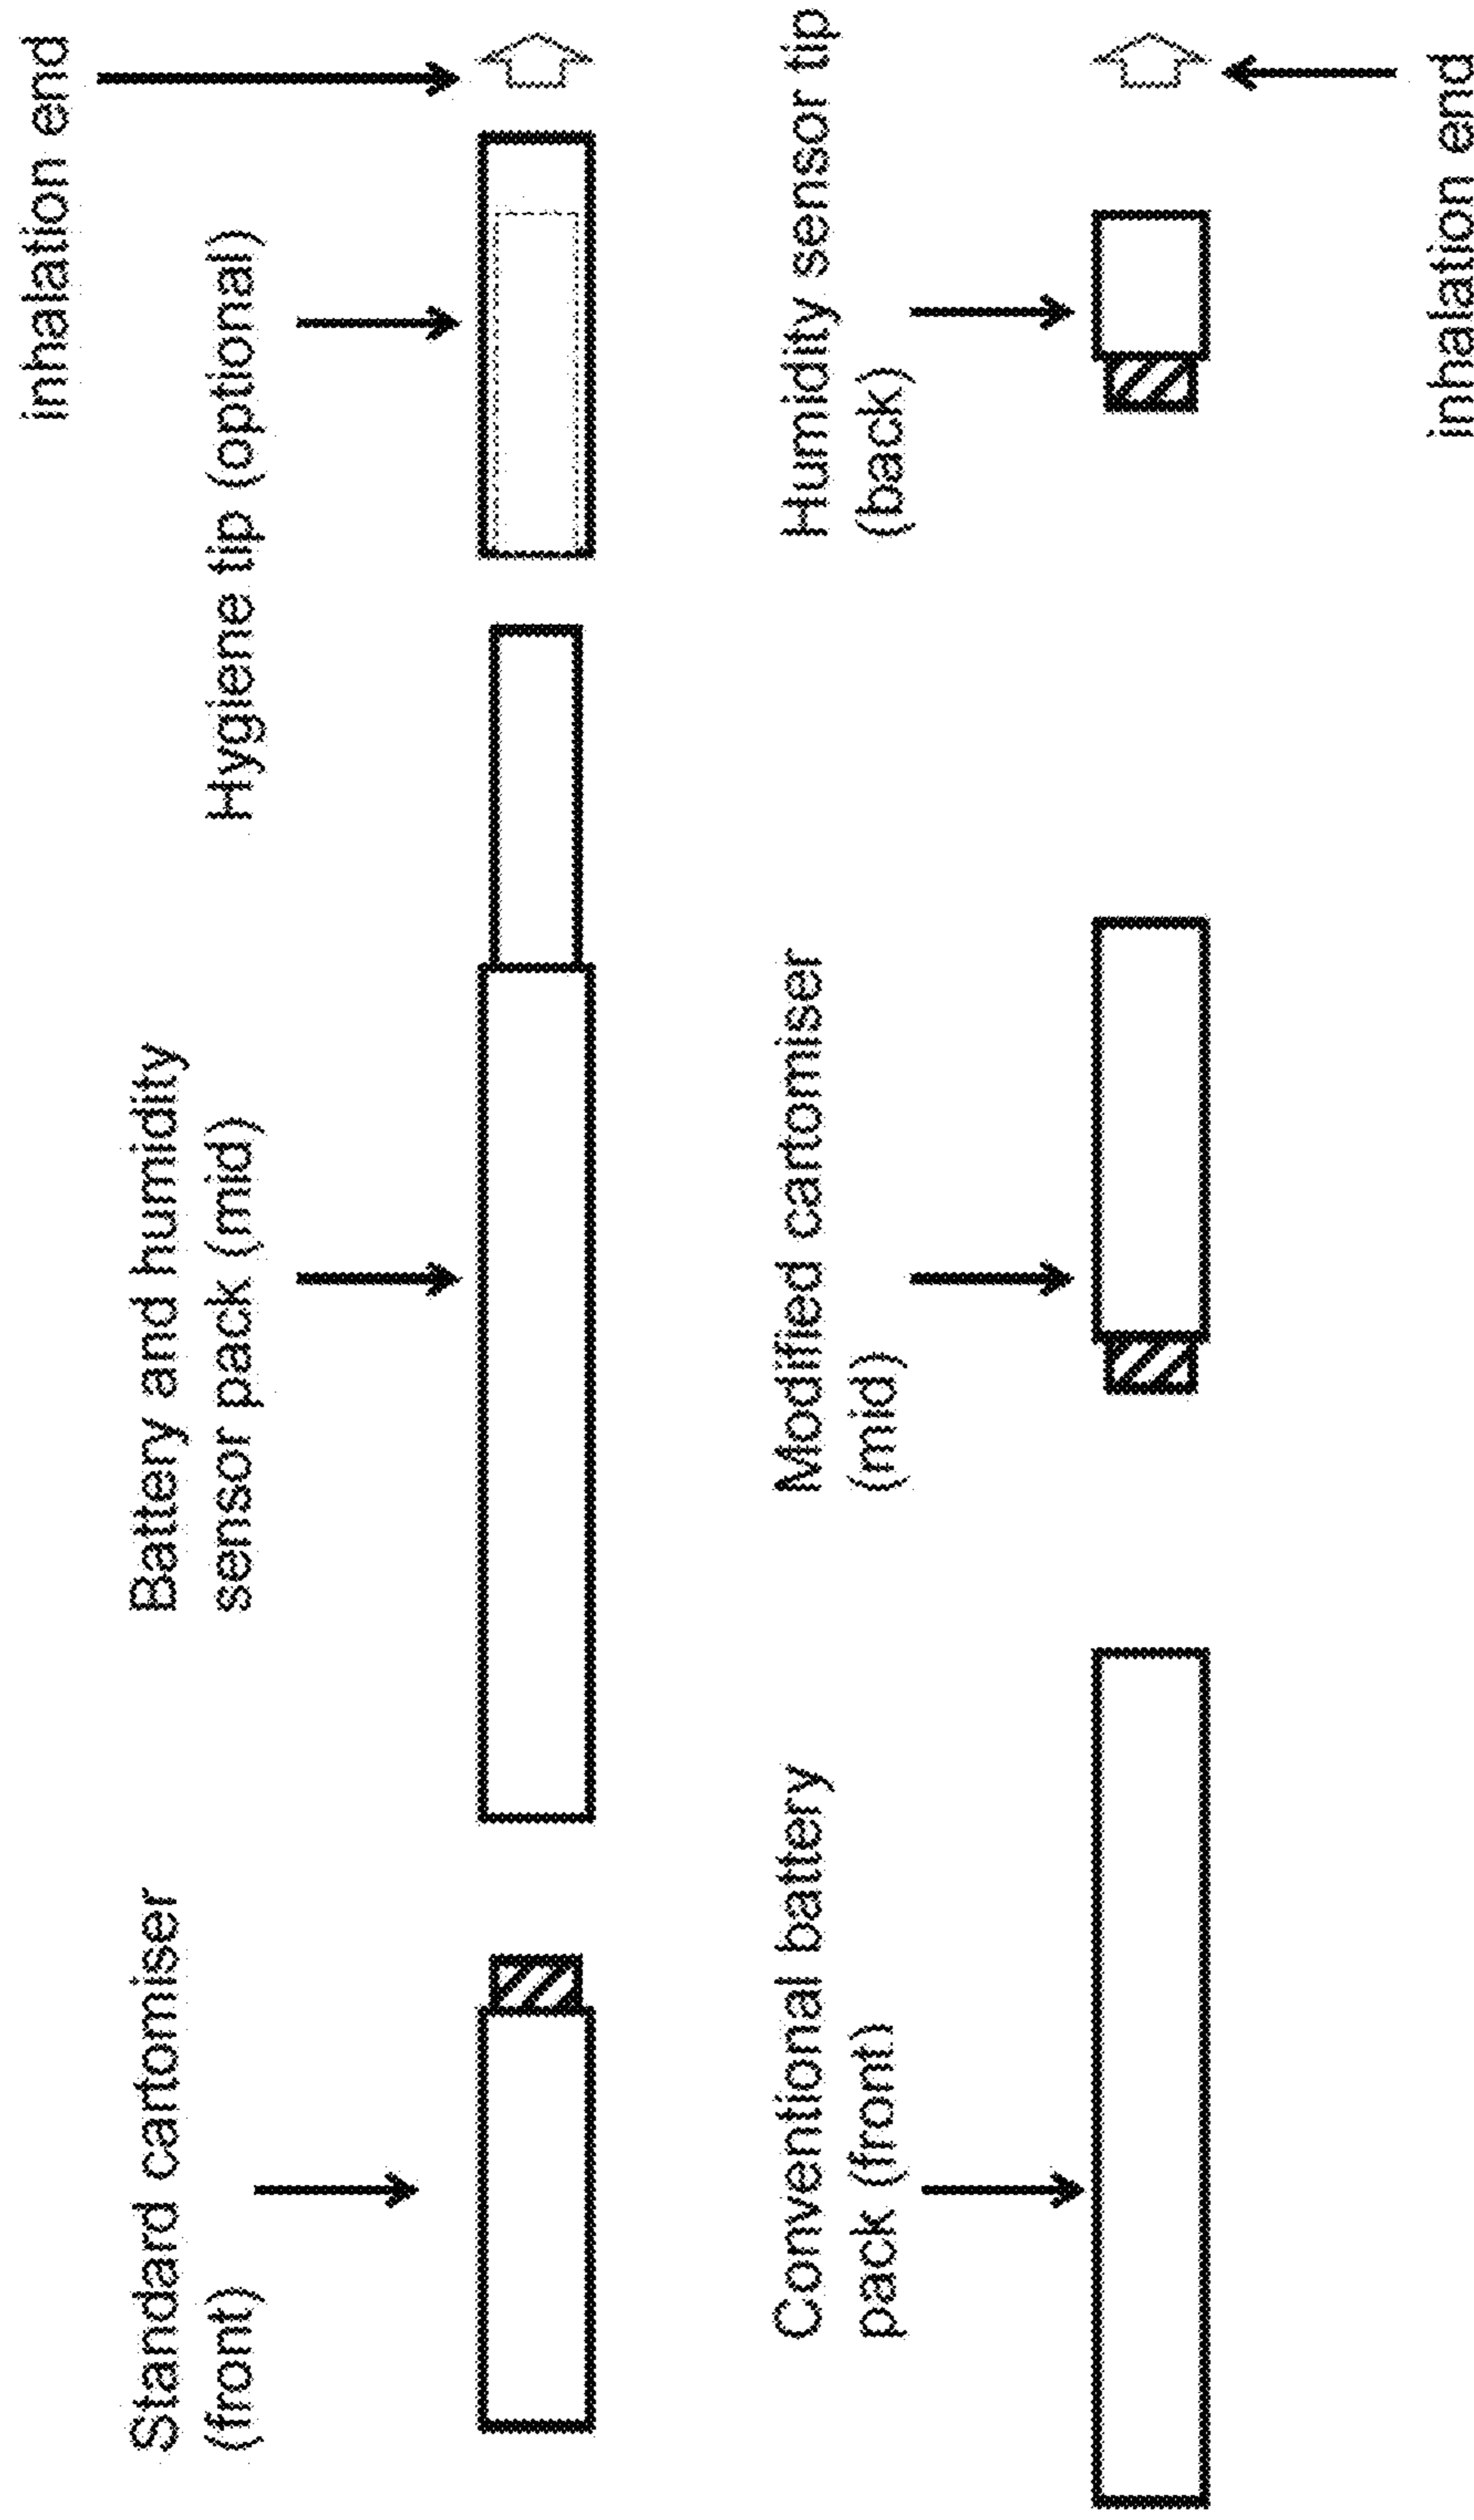 Standard cartomiser
(front)
Battery and humidity
sensor pack (mid)
Hygiene tip (optional)
inhalation end
Conventional battery
pack (front)
Modified cartomiser
(mid)
Humidity sensor tip
(back)
inhalation end